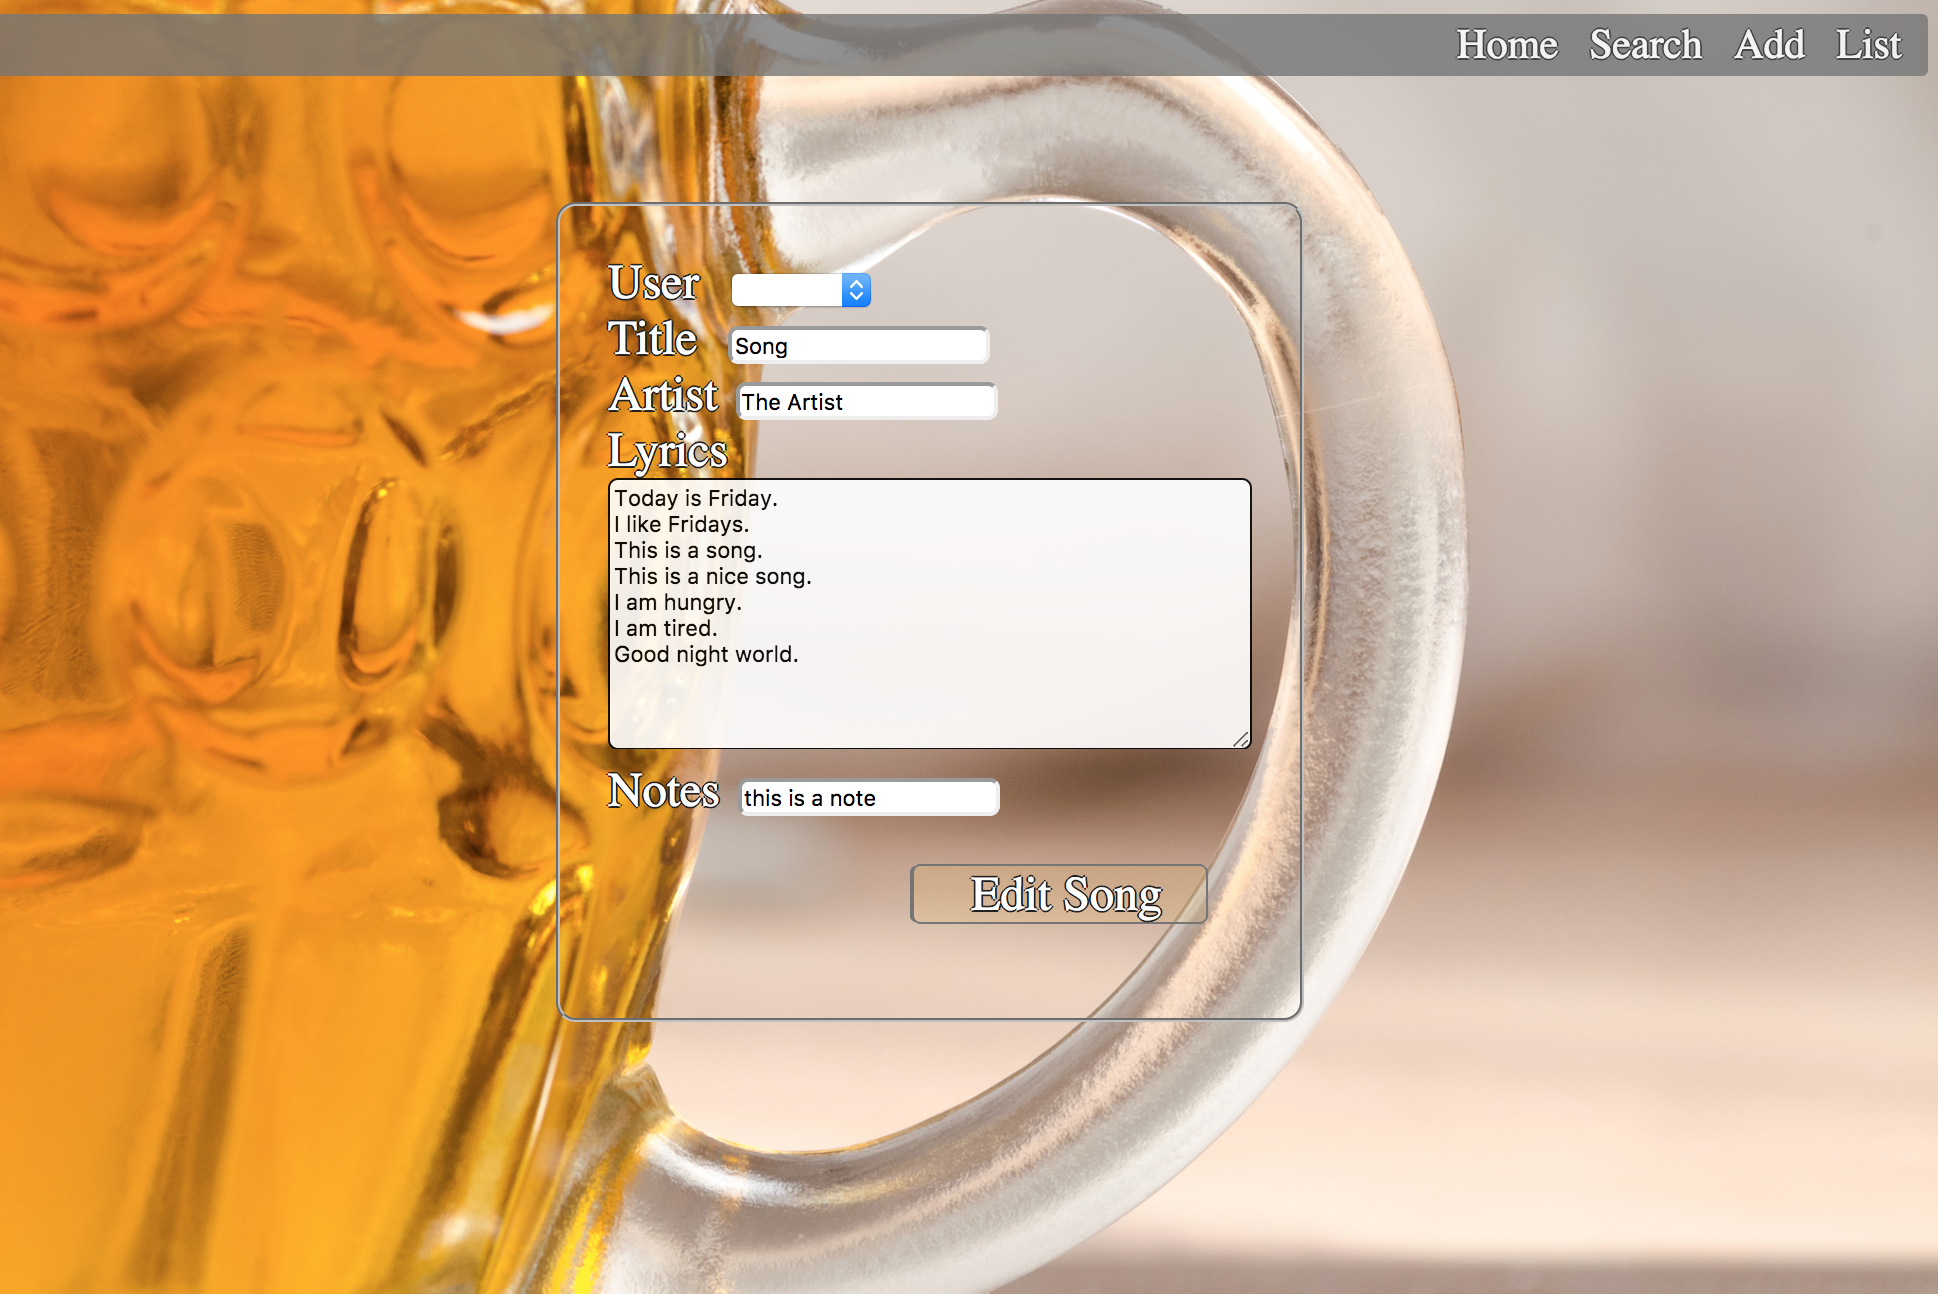 Home Search Add List
User
Title Song
Artist The Artist
Lyrics
Today is Friday.
I like Fridays.
This is a song.
This is a nice song.
I am hungry.
I am tired.
Good night world.
Notes this is a note
Edit Song